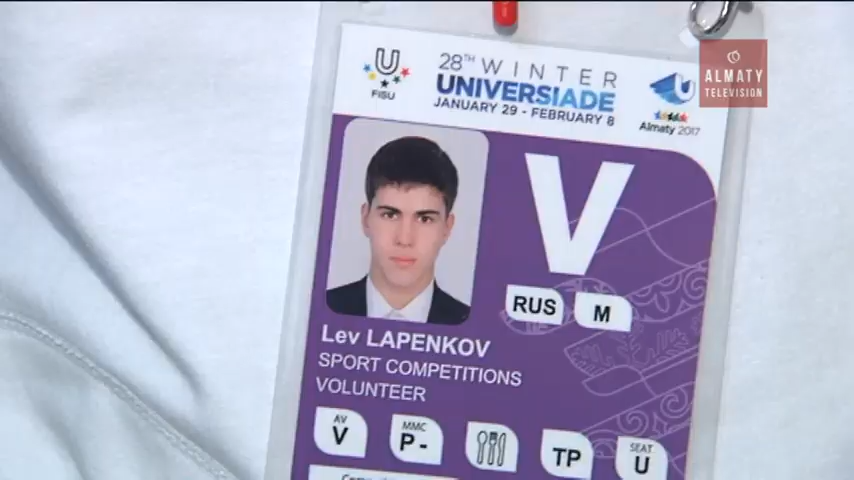 28TH WINTER
UNIVERSIADE
JANUARY 29 - FEBRUARY 8
U
FISU
U
Almaty 2017
ALMATY
TELEVISION
V
RUS
M
Lev LAPENKOV
SPORT COMPETITIONS
VOLUNTEER
AV
V
MMC
P-
TP
SEAT
U